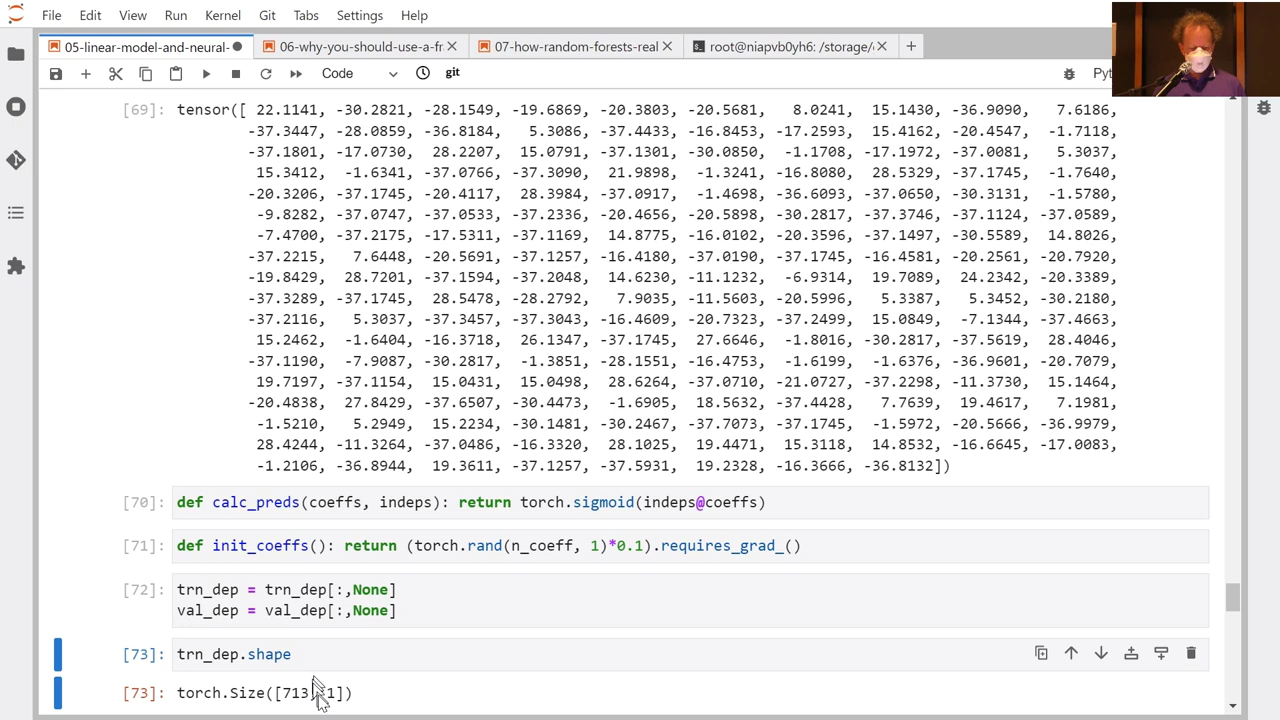 File Edit View Run Kernel Git Tabs Settings Help
05-linear-model-and-neural- 06-why-you-should-use-a-fr 07-how-random-forests-real root@niapvb0yh6: /storage/
Code git Pyt
[69]: tensor([ 22.1141, -30.2821, -28.1549, -19.6869, -20.3803, -20.5681, 8.0241, 15.1430, -36.9090, 7.6186,
-37.3447, -28.0859, -36.8184, 5.3086, -37.4433, -16.8453, -17.2593, 15.4162, -20.4547, -1.7118,
-37.1801, -17.0730, 28.2207, 15.0791, -37.1301, -30.0850, -1.1708, -17.1972, -37.0081, 5.3037,
15.3412, -1.6341, -37.0766, -37.3090, 21.9898, -1.3241, -16.8080, 28.5329, -37.1745, -1.7640,
-20.3206, -37.1745, -20.4117, 28.3984, -37.0917, -1.4698, -36.6093, -37.0650, -30.3131, -1.5780,
-9.8282, -37.0747, -37.0533, -37.2336, -20.4656, -20.5898, -30.2817, -37.3746, -37.1124, -37.0589,
-7.4700, -37.2175, -17.5311, -37.1169, 14.8775, -16.0102, -20.3596, -37.1497, -30.5589, 14.8026,
-37.2215, 7.6448, -20.5691, -37.1257, -16.4180, -37.0190, -37.1745, -16.4581, -20.2561, -20.7920,
-19.8429, 28.7201, -37.1594, -37.2048, 14.6230, -11.1232, -6.9314, 19.7089, 24.2342, -20.3389,
-37.3289, -37.1745, 28.5478, -28.2792, 7.9035, -11.5603, -20.5996, 5.3387, 5.3452, -30.2180,
-37.2116, 5.3037, -37.3457, -37.3043, -16.4609, -20.7323, -37.2499, 15.0849, -7.1344, -37.4663,
15.2462, -1.6404, -16.3718, 26.1347, -37.1745, 27.6646, -1.8016, -30.2817, -37.5619, 28.4046,
-37.1190, -7.9087, -30.2817, -1.3851, -28.1551, -16.4753, -1.6199, -1.6376, -36.9601, -20.7079,
19.7197, -37.1154, 15.0431, 15.0498, 28.6264, -37.0710, -21.0727, -37.2298, -11.3730, 15.1464,
-20.4838, 27.8429, -37.6507, -30.4473, -1.6905, 18.5632, -37.4428, 7.7639, 19.4617, 7.1981,
-1.5210, 5.2949, 15.2234, -30.1481, -30.2467, -37.7073, -37.1745, -1.5972, -20.5666, -36.9979,
28.4244, -11.3264, -37.0486, -16.3320, 28.1025, 19.4471, 15.3118, 14.8532, -16.6645, -17.0083,
-1.2106, -36.8944, 19.3611, -37.1257, -37.5931, 19.2328, -16.3666, -36.8132])
[70]: def calc_preds(coeffs, indeps): return torch.sigmoid(indeps@coeffs)
[71]: def init_coeffs(): return (torch.rand(n_coeff, 1)*0.1).requires_grad_()
[72]: trn_dep = trn_dep[:,None]
val_dep = val_dep[:,None]
[73]: trn_dep.shape
[73]: torch.Size([713, 1])